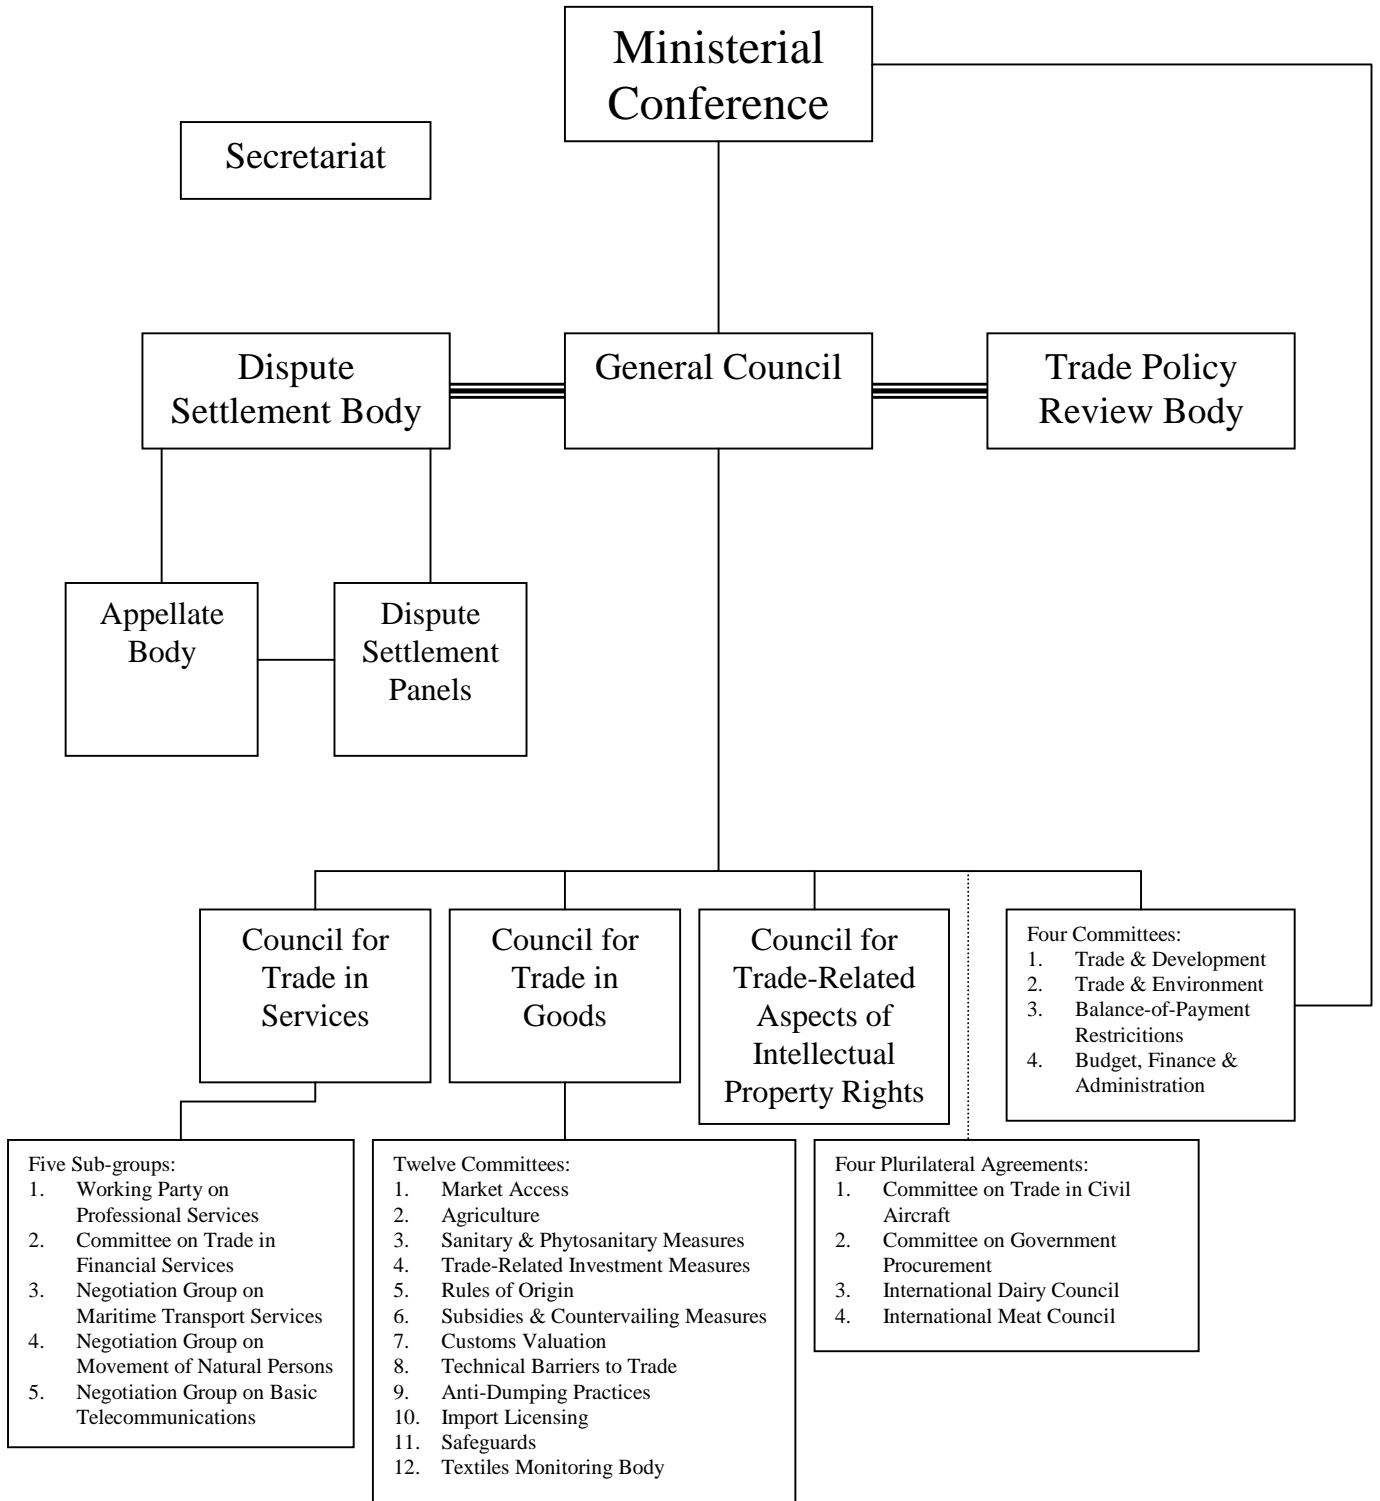 Ministerial
Conference
Secretariat
Dispute
Settlement Body
General Council
Trade Policy
Review Body
Appellate
Body
Dispute
Settlement
Panels
Council for
Trade in
Services
Council for
Trade in
Goods
Council for
Trade-Related
Aspects of
Intellectual
Property Rights
Four Committees:
1. Trade & Development
2. Trade & Environment
3. Balance-of-Payment
Restricitions
4. Budget, Finance &
Administration
Five Sub-groups:
1. Working Party on
Professional Services
2. Committee on Trade in
Financial Services
3. Negotiation Group on
Maritime Transport Services
4. Negotiation Group on
Movement of Natural Persons
5. Negotiation Group on Basic
Telecommunications
Twelve Committees:
1. Market Access
2. Agriculture
3. Sanitary & Phytosanitary Measures
4. Trade-Related Investment Measures
5. Rules of Origin
6. Subsidies & Countervailing Measures
7. Customs Valuation
8. Technical Barriers to Trade
9. Anti-Dumping Practices
10. Import Licensing
11. Safeguards
12. Textiles Monitoring Body
Four Plurilateral Agreements:
1. Committee on Trade in Civil
Aircraft
2. Committee on Government
Procurement
3. International Dairy Council
4. International Meat Council